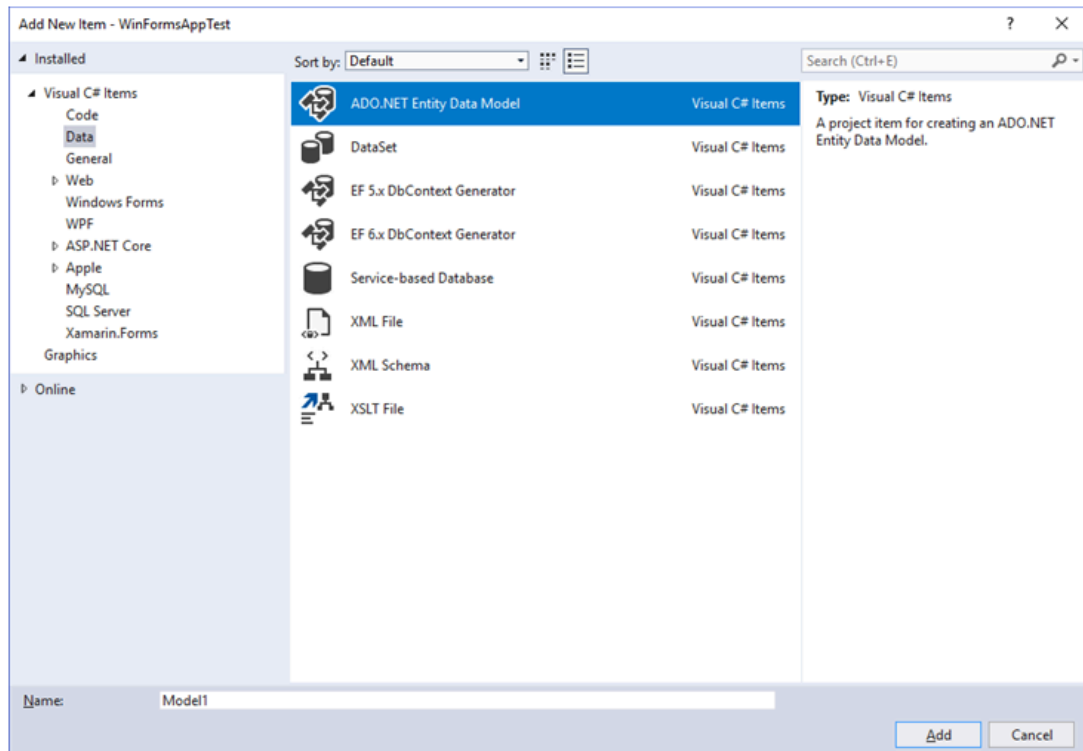 Add New Item - WinFormsAppTest
? ×
Installed
Sort by: Default
Search (Ctrl+E)
Visual C# Items
Code
Data
General
Web
Windows Forms
WPF
ASP.NET Core
Apple
MySQL
SQL Server
Xamarin.Forms
Graphics
Online
ADO.NET Entity Data Model Visual C# Items
DataSet Visual C# Items
EF 5.x DbContext Generator Visual C# Items
EF 6.x DbContext Generator Visual C# Items
Service-based Database Visual C# Items
XML File Visual C# Items
XML Schema Visual C# Items
XSLT File Visual C# Items
Type: Visual C# Items
A project item for creating an ADO.NET
Entity Data Model.
Name: Model1
Add Cancel